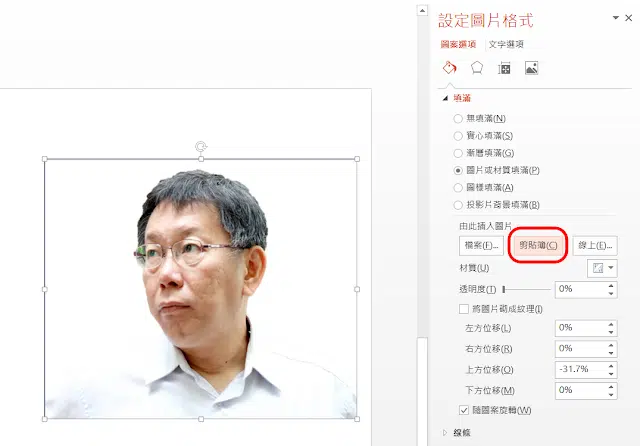 設定圖片格式
圖案選項 文字選項
填滿
無填滿(N)
實心填滿(S)
漸層填滿(G)
圖片或材質填滿(P)
圖樣填滿(A)
投影片背景填滿(B)
由此插入圖片
檔案(F)... 剪貼簿(C) 線上(E)...
材質(U)
透明度(T) 0%
將圖片砌成紋理(I)
左方位移(L) 0%
右方位移(R) 0%
上方位移(O) -31.7%
下方位移(M) 0%
隨圖案旋轉(W)
線條